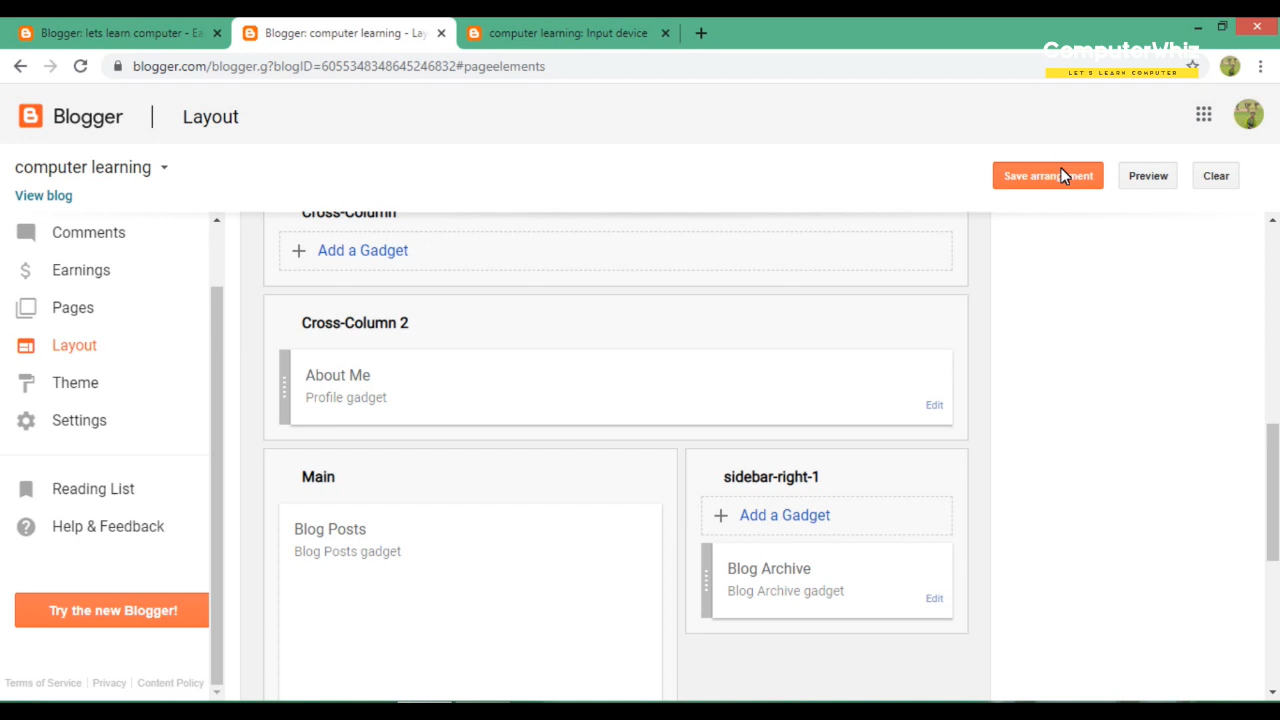 Blogger: lets learn computer - Ea
Blogger: computer learning - Lay
computer learning: Input device
blogger.com/blogger.g?blogID=6055348348645246832#pageelements
ComputerWhiz
LET'S LEARN COMPUTER
Blogger
Layout
computer learning
View blog
Save arrangement
Preview
Clear
Comments
Earnings
Pages
Layout
Theme
Settings
Reading List
Help & Feedback
Try the new Blogger!
Terms of Service | Privacy | Content Policy
Cross-Column
Add a Gadget
Cross-Column 2
About Me
Profile gadget
Edit
Main
Blog Posts
Blog Posts gadget
sidebar-right-1
Add a Gadget
Blog Archive
Blog Archive gadget
Edit